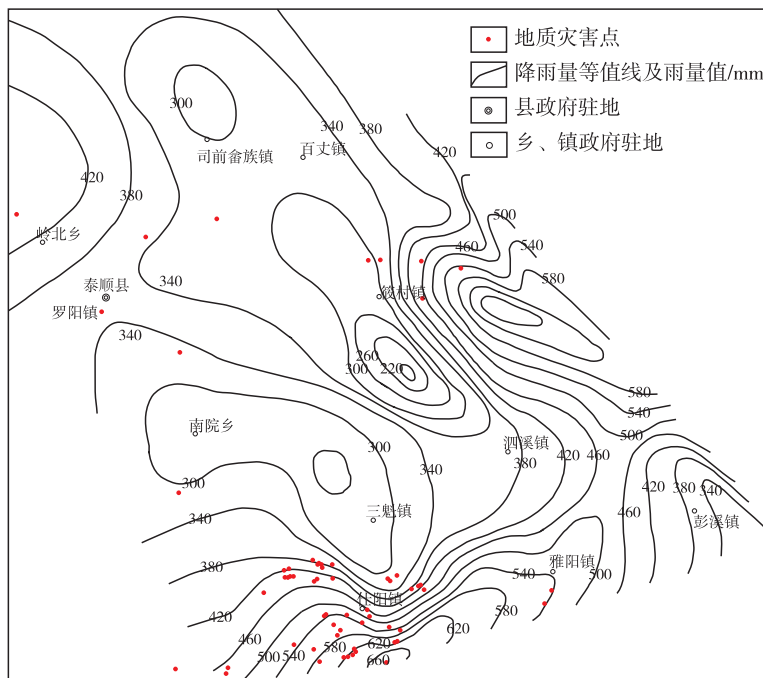 地质灾害点
降雨量等值线及雨量值/mm
县政府驻地
乡、镇政府驻地
300
340
380
420
司前畲族镇
百丈镇
420
380
500
460
540
580
岭北乡
泰顺县
罗阳镇
340
340
筱村镇
260
300
220
580
540
500
南院乡
300
340
泗溪镇
380
420
460
300
340
三魁镇
420
380
340
460
彭溪镇
380
雅阳镇
540
500
仕阳镇
420
460
500
540
580
620
660
580
620